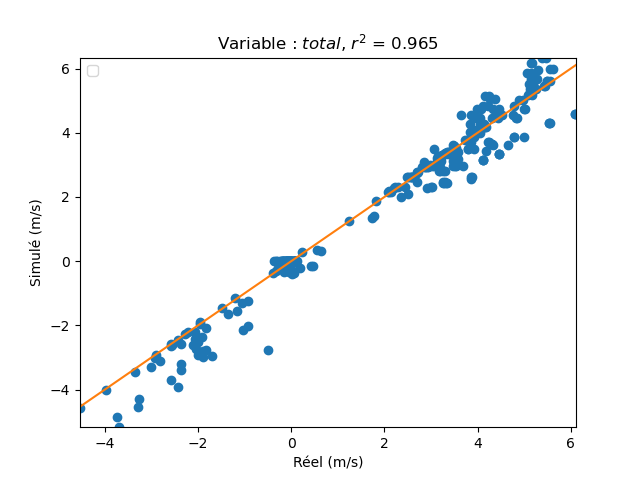 Variable : total, r² = 0.965
6
4
2
0
−2
−4
Simulé (m/s)
−4 −2 0 2 4 6
Réel (m/s)